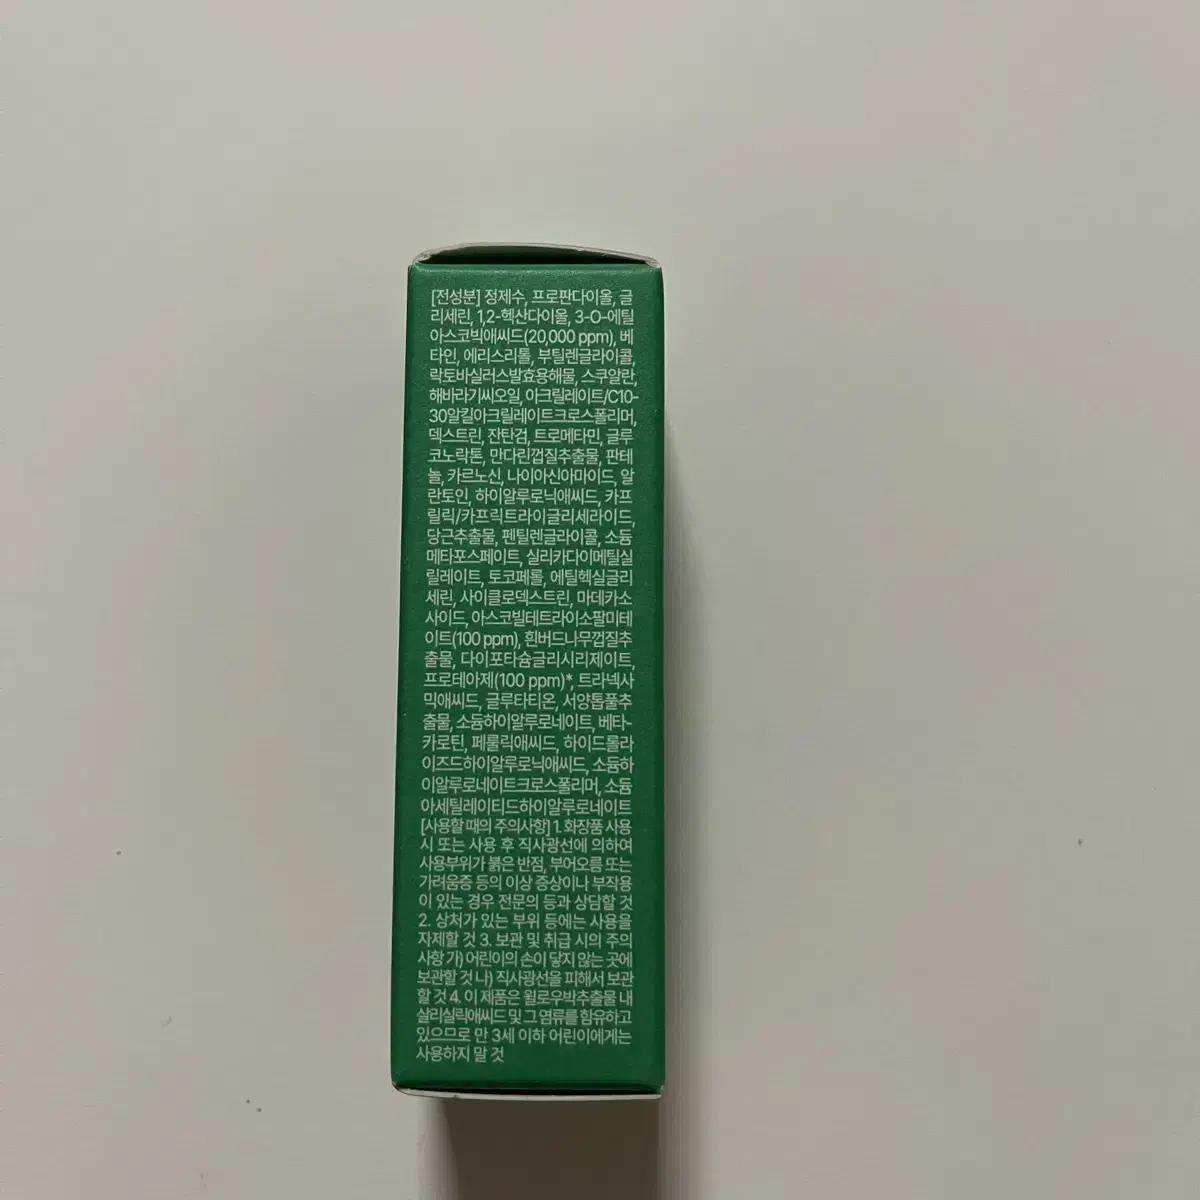 [전성분] 정제수, 프로판다이올, 글
리세린, 1,2-헥산다이올, 3-O-에틸
아스코빅애씨드(20,000 ppm), 베
타인, 에리스리톨, 부틸렌글라이콜,
락토바실러스발효용해물, 스쿠알란,
해바라기씨오일, 아크릴레이트/C10-
30알킬아크릴레이트크로스폴리머,
덱스트린, 잔탄검, 트로메타민, 글루
코노락톤, 만다린껍질추출물, 판테
놀, 카르노신, 나이아신아마이드, 알
란토인, 하이알루로닉애씨드, 카프
릴릭/카프릭트라이글리세라이드,
당근추출물, 펜틸렌글라이콜, 소듐
메타포스페이트, 실리카다이메틸실
릴레이트, 토코페롤, 에틸헥실글리
세린, 사이클로덱스트린, 마데카소
사이드, 아스코빌테트라이소팔미테
이트(100 ppm), 흰버드나무껍질추
출물, 다이포타슘글리시리제이트,
프로테아제(100 ppm)*, 트라넥사
믹애씨드, 글루타티온, 서양톱풀추
출물, 소듐하이알루로네이트, 베타-
카로틴, 페룰릭애씨드, 하이드롤라
이즈드하이알루로닉애씨드, 소듐하
이알루로네이트크로스폴리머, 소듐
아세틸레이티드하이알루로네이트
[사용할 때의 주의사항] 1. 화장품 사용
시 또는 사용 후 직사광선에 의하여
사용부위가 붉은 반점, 부어오름 또는
가려움증 등의 이상 증상이나 부작용
이 있는 경우 전문의 등과 상담할 것
2. 상처가 있는 부위 등에는 사용을
자제할 것 3. 보관 및 취급 시의 주의
사항 가) 어린이의 손이 닿지 않는 곳에
보관할 것 나) 직사광선을 피해서 보관
할 것 4. 이 제품은 윌로우박추출물 내
살리실릭애씨드 및 그 염류를 함유하고
있으므로 만 3세 이하 어린이에게는
사용하지 말 것